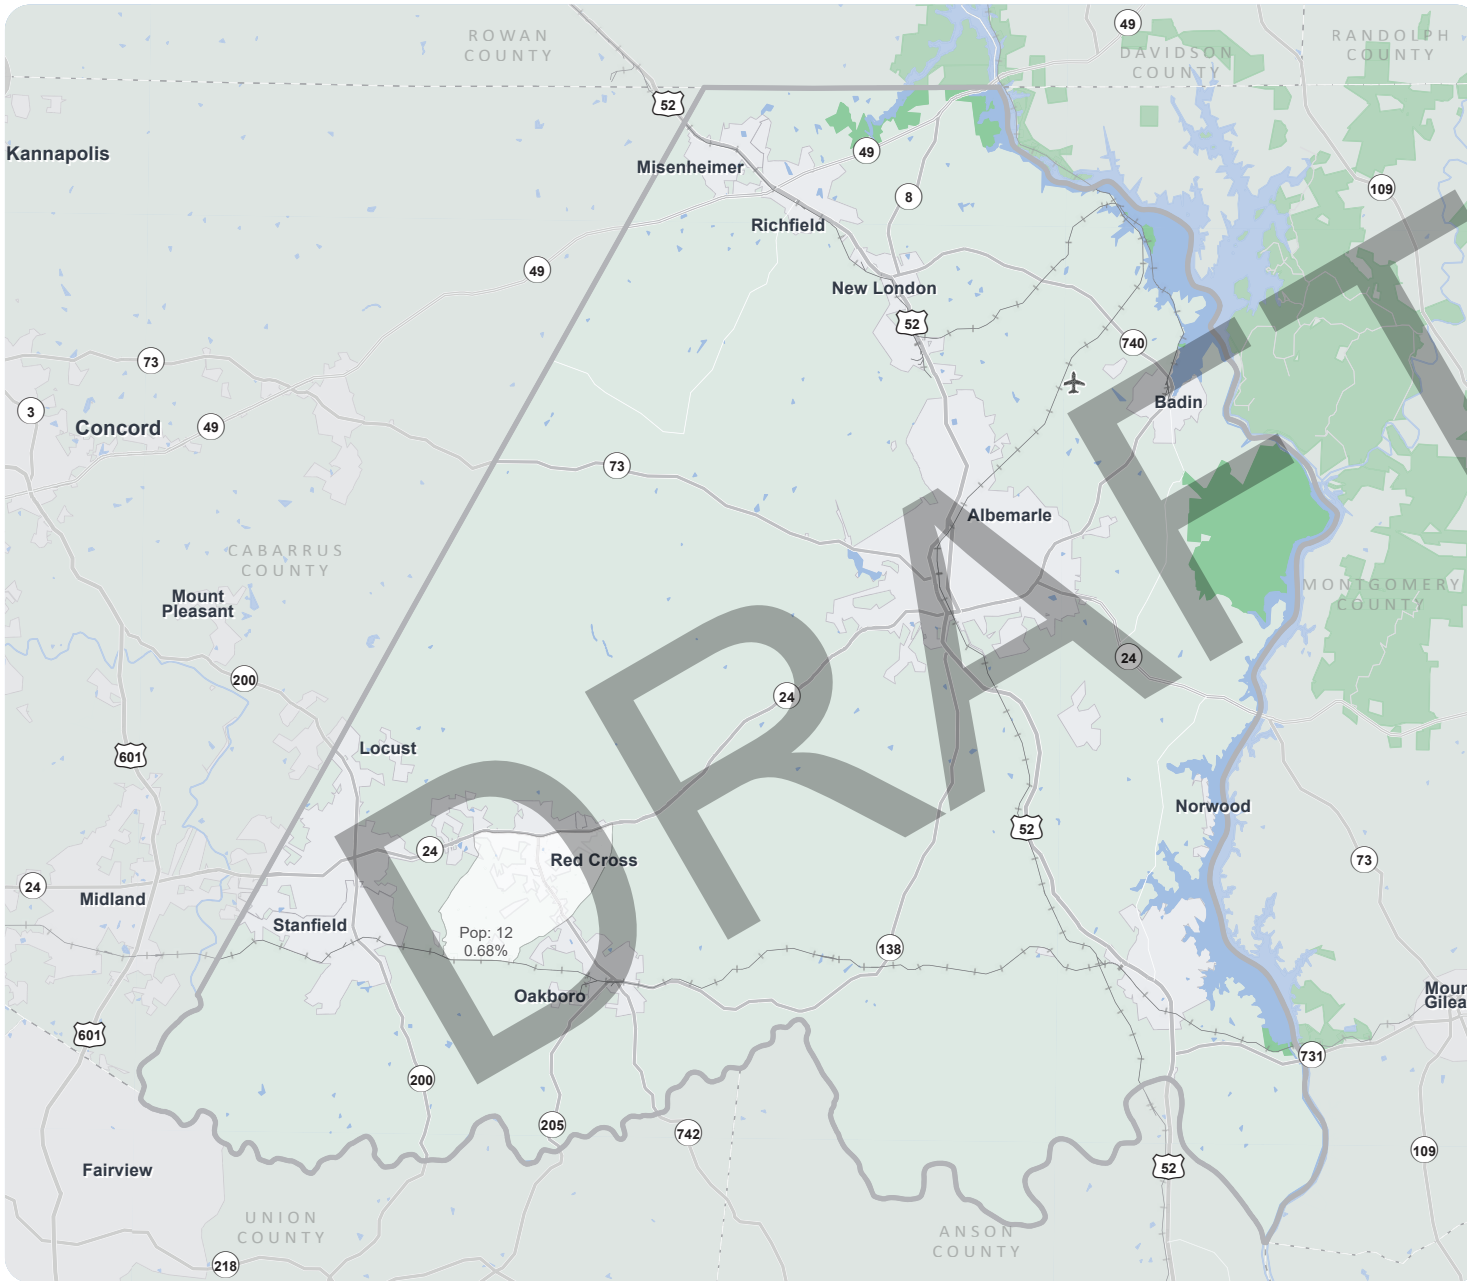 ROWAN
COUNTY
49
DAVIDSON
COUNTY
RANDOLPH
COUNTY
52
Kannapolis
Misenheimer
49
8
109
Richfield
49
New London
52
740
73
3
Concord
49
Badin
73
Albemarle
CABARRUS
COUNTY
Mount
Pleasant
MONTGOMERY
COUNTY
200
24
24
Locust
601
Norwood
52
24
Red Cross
73
24
Midland
Stanfield
Pop: 12
0.68%
138
Oakboro
Moun
Gilea
601
731
200
205
742
109
Fairview
52
UNION
COUNTY
ANSON
COUNTY
218
DRAFT